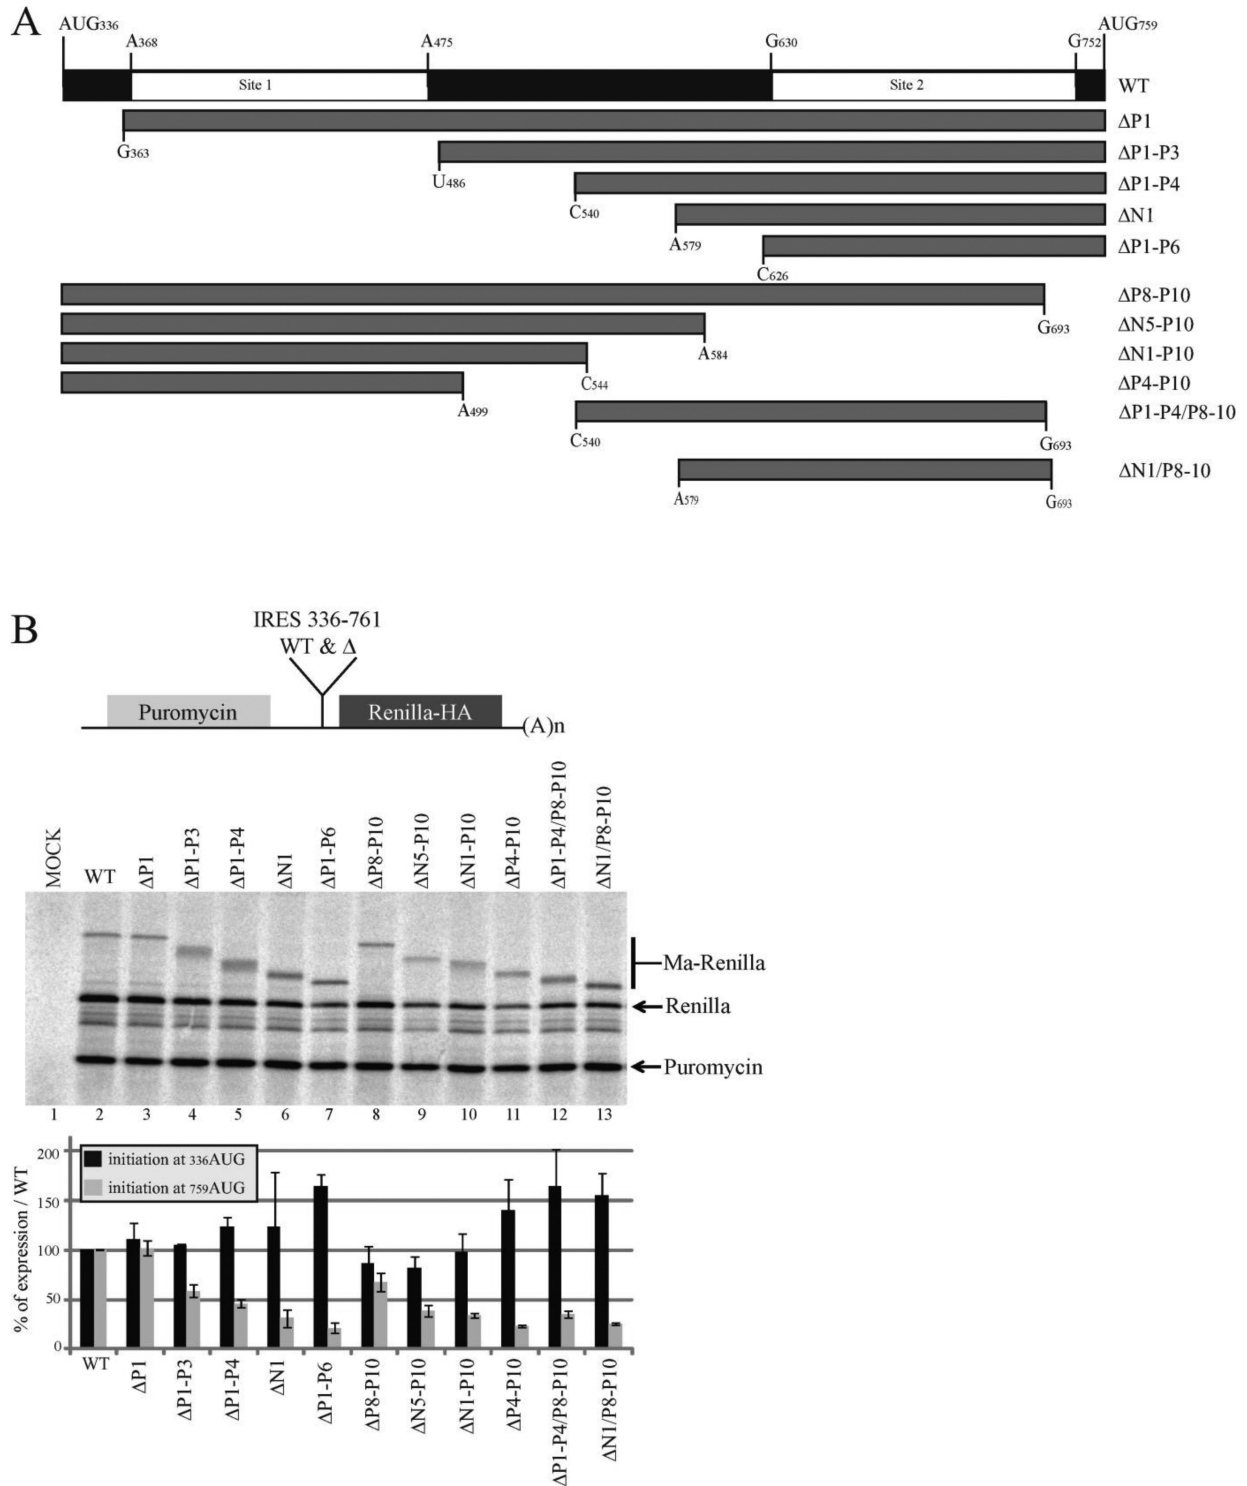 A
AUG336
A368
A475
G630
G752
AUG759
Site 1
Site 2
WT
ΔP1
G363
ΔP1-P3
U486
ΔP1-P4
C540
ΔN1
A579
ΔP1-P6
C626
ΔP8-P10
G693
ΔN5-P10
A584
ΔN1-P10
C544
ΔP4-P10
A499
ΔP1-P4/P8-10
C540
G693
ΔN1/P8-10
A579
G693
B
IRES 336-761
WT & Δ
Puromycin
Renilla-HA
(A)n
MOCK
WT
ΔP1
ΔP1-P3
ΔP1-P4
ΔN1
ΔP1-P6
ΔP8-P10
ΔN5-P10
ΔN1-P10
ΔP4-P10
ΔP1-P4/P8-P10
ΔN1/P8-P10
Ma-Renilla
Renilla
Puromycin
1 2 3 4 5 6 7 8 9 10 11 12 13
% of expression / WT
200
150
100
50
0
initiation at 336AUG
initiation at 759AUG
WT
ΔP1
ΔP1-P3
ΔP1-P4
ΔN1
ΔP1-P6
ΔP8-P10
ΔN5-P10
ΔN1-P10
ΔP4-P10
ΔP1-P4/P8-P10
ΔN1/P8-P10